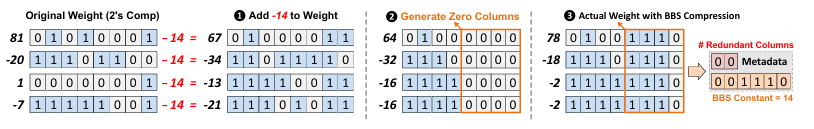 Original Weight (2's Comp)
❶ Add -14 to Weight
❷ Generate Zero Columns
❸ Actual Weight with BBS Compression
81 0 1 0 1 0 0 0 1 – 14 = 67 0 1 0 0 0 0 1 1
64 0 1 0 0 0 0 0 0
78 0 1 0 0 1 1 1 0
-20 1 1 1 0 1 1 0 0 – 14 = -34 1 1 0 1 1 1 1 0
-32 1 1 1 0 0 0 0 0
-18 1 1 1 0 1 1 1 0
1 0 0 0 0 0 0 0 1 – 14 = -13 1 1 1 1 0 0 1 1
-16 1 1 1 1 0 0 0 0
-2 1 1 1 1 1 1 1 0
-7 1 1 1 1 1 0 0 1 – 14 = -21 1 1 1 0 1 0 1 1
-16 1 1 1 1 0 0 0 0
-2 1 1 1 1 1 1 1 0
# Redundant Columns
0 0 Metadata
0 0 1 1 1 0
BBS Constant = 14